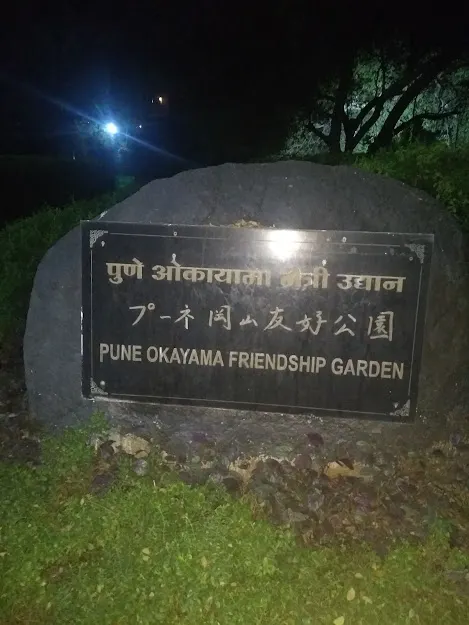 पुणे ओकायामा मैत्री उद्यान
プーネ 岡山友好公園
PUNE OKAYAMA FRIENDSHIP GARDEN